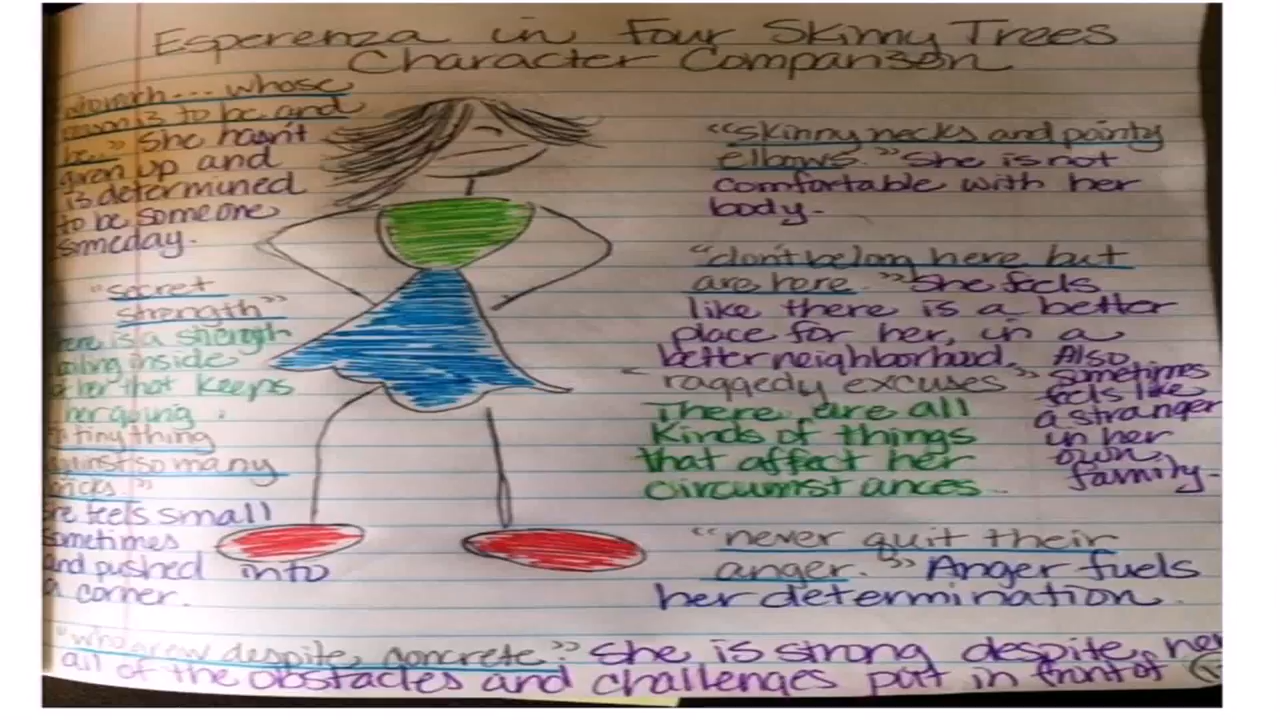 Esperenza in Four Skinny Trees
Character Comparison
whose
reason is to be and
be." She hasn't
given up and
is determined
to be someone
someday.
"secret
strength"
there is a strength
inside
of her that keeps
her going.
tiny thing
against so many
bricks."
She feels small
sometimes
and pushed into
a corner.
"skinny necks and pointy
elbows." She is not
comfortable with her
body.
"don't belong here but
are here." She feels
like there is a better
place for her, in a
better neighborhood.
Also,
sometimes
feels like
a stranger
in her
own
family.
"raggedy excuses"
There are all
kinds of things
that affect her
circumstances.
"never quit their
anger." Anger fuels
her determination.
"who grew despite concrete." She is strong despite her
all of the obstacles and challenges put in front of